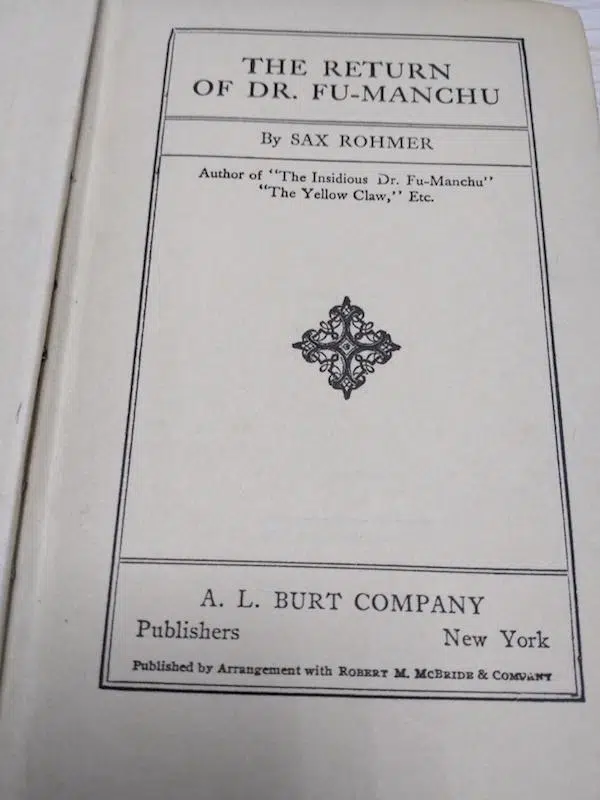 THE RETURN
OF DR. FU-MANCHU
By SAX ROHMER
Author of "The Insidious Dr. Fu-Manchu"
"The Yellow Claw," Etc.
A. L. BURT COMPANY
Publishers New York
Published by Arrangement with ROBERT M. MCBRIDE & COMPANY